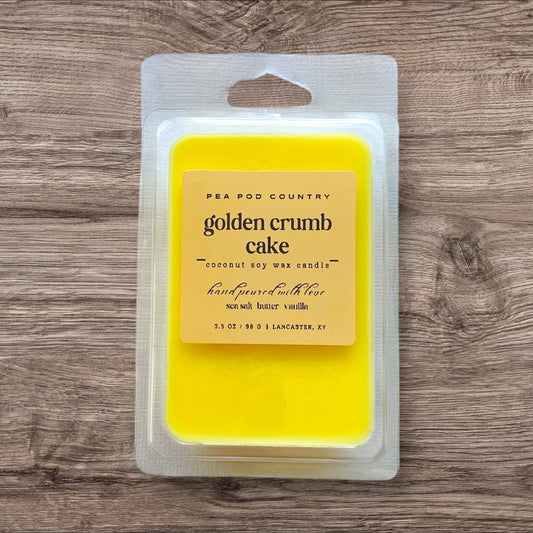 PEA POD COUNTRY
golden crumb
cake
coconut soy wax candle
hand poured with love
sea salt butter vanilla
3.5 OZ / 99 G | LANCASTER, KY